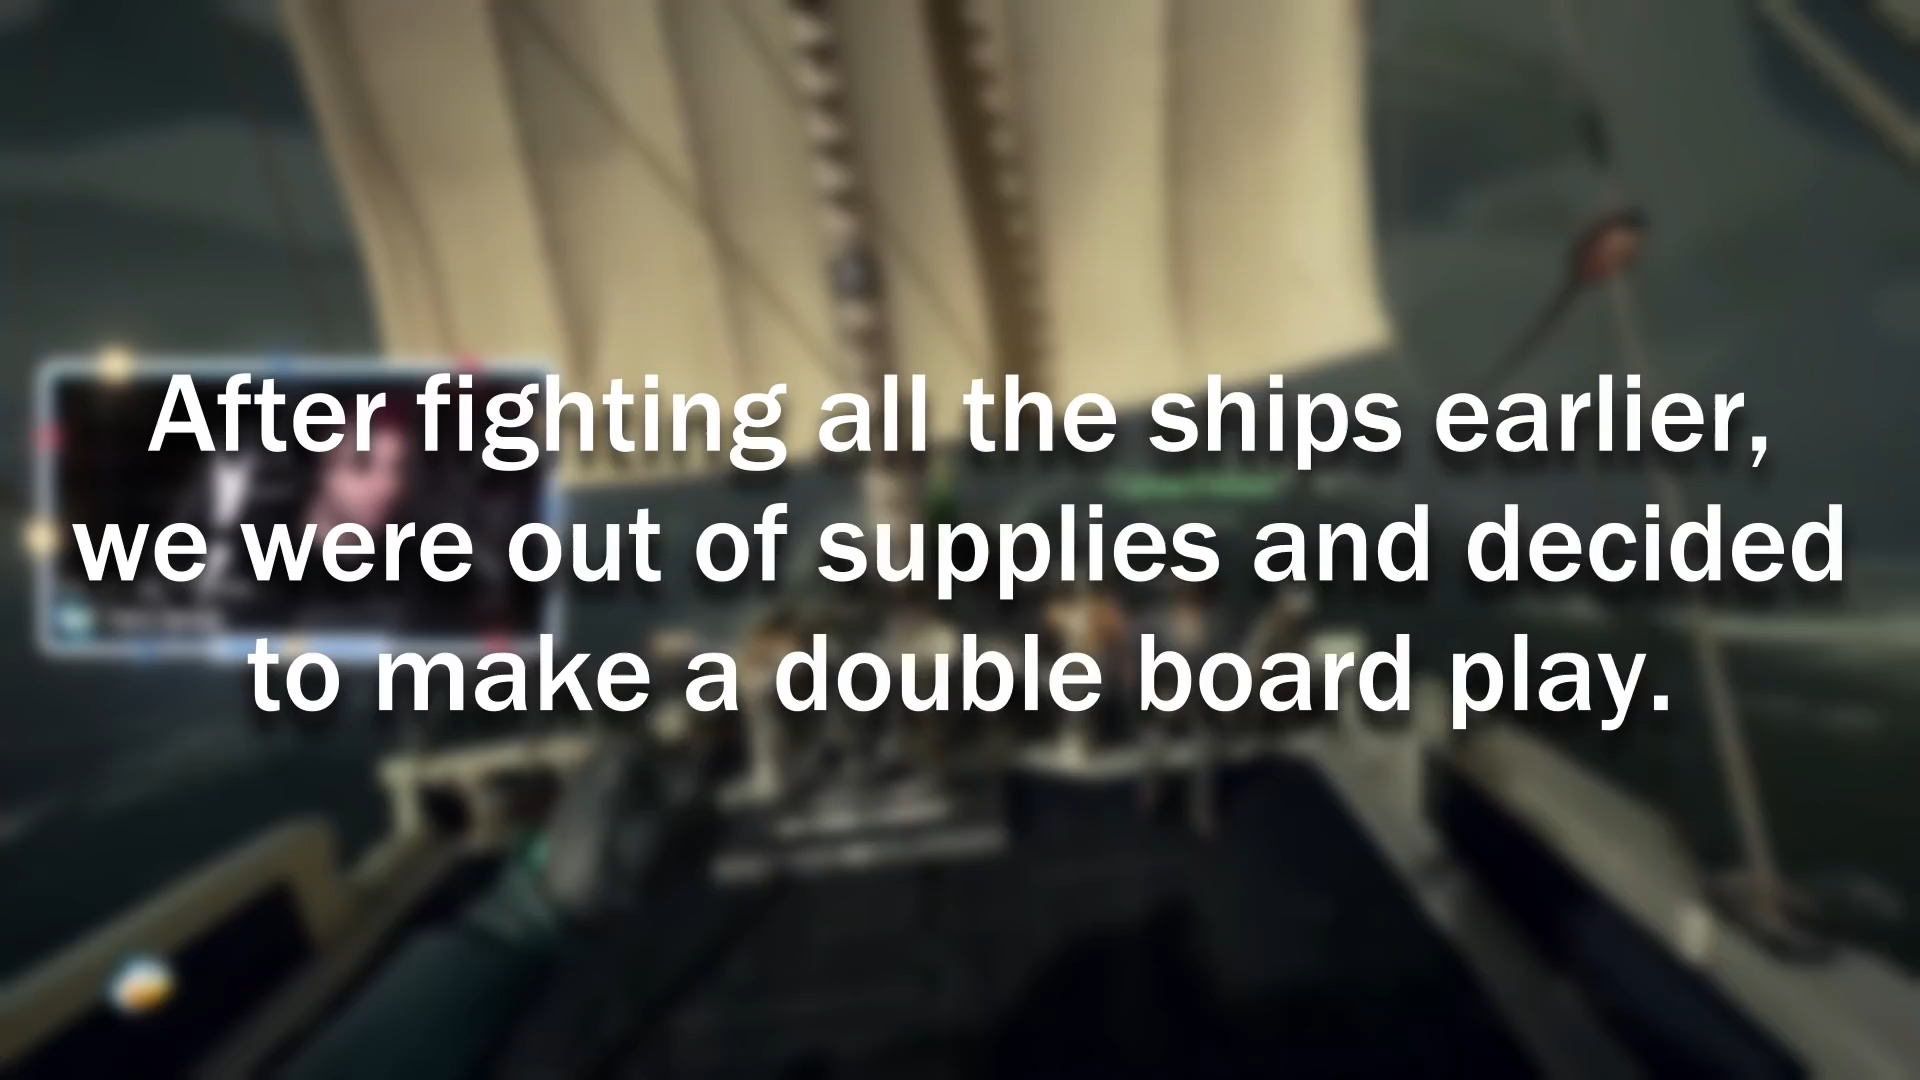 After fighting all the ships earlier,
we were out of supplies and decided
to make a double board play.